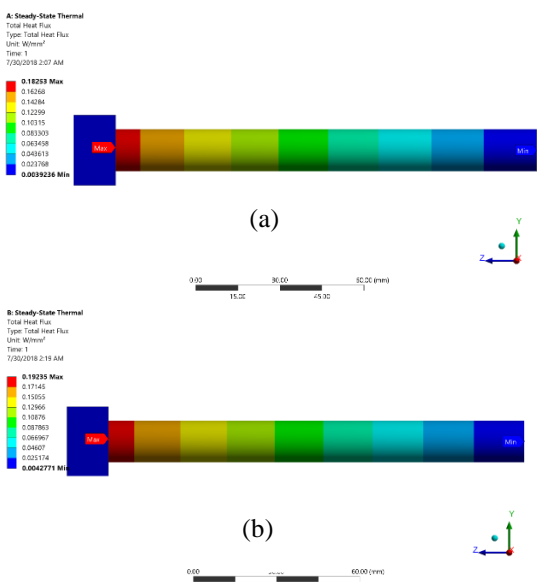 A: Steady-State Thermal
Total Heat Flux
Type: Total Heat Flux
Unit: W/mm²
Time: 1
7/30/2018 2:07 AM
0.18253 Max
0.16268
0.14284
0.12299
0.10315
0.083303
0.063458
0.043613
0.023768
0.0039236 Min
Max
Min
(a)
Y
Z
0.00 60.00 (mm)
15.00 45.00
B: Steady-State Thermal
Total Heat Flux
Type: Total Heat Flux
Unit: W/mm²
Time: 1
7/30/2018 2:19 AM
0.19235 Max
0.17145
0.15055
0.12966
0.10876
0.087863
0.066967
0.04607
0.025174
0.0042771 Min
Max
Min
(b)
Y
Z
0.00 60.00 (mm)